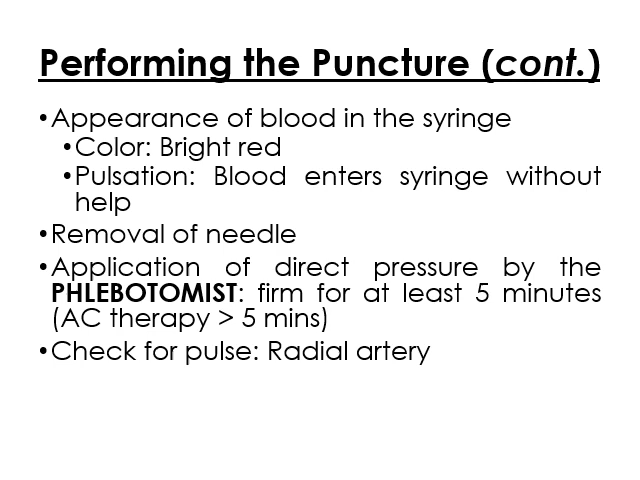 Performing the Puncture (cont.)
•Appearance of blood in the syringe
•Color: Bright red
•Pulsation: Blood enters syringe without
help
•Removal of needle
•Application of direct pressure by the
PHLEBOTOMIST: firm for at least 5 minutes
(AC therapy > 5 mins)
•Check for pulse: Radial artery